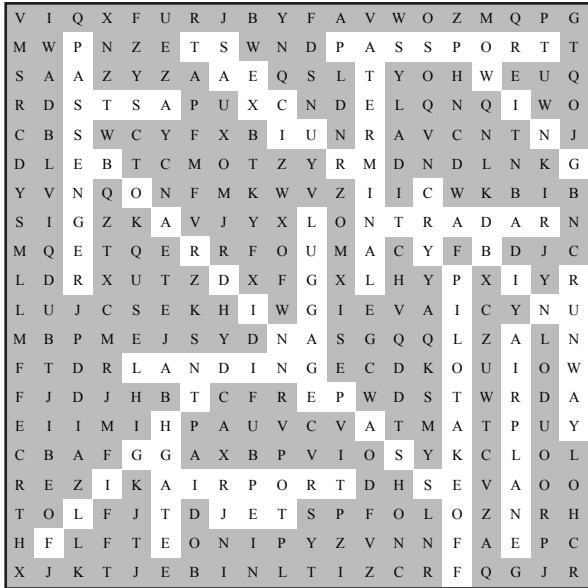 V I Q X F U R J B Y F A V W O Z M Q P G
M W P N Z E T S W N D P A S S P O R T T
S A A Z Y Z A A E Q S L T Y O H W E U Q
R D S T S A P U X C N D E L Q N Q I W O
C B S W C Y F X B I U N R A V C N T N J
D L E B T C M O T Z Y R M D N D L N K G
Y V N Q O N F M K W V Z I I C W K B I B
S I G Z K A V J Y X L O N T R A D A R N
M Q E T Q E R R F O U M A C Y F B D J C
L D R X U T Z D X F G X L H Y P X I Y R
L U J C S E K H I W G I E V A I C Y N U
M B P M E J S Y D N A S G Q Q L Z A L N
F T D R L A N D I N G E C D K O U I O W
F J D J H B T C F R E P W D S T W R D A
E I I M I H P A U V C V A T M A T P U Y
C B A F G G A X B P V I O S Y K C L O L
R E Z I K A I R P O R T D H S E V A O O
T O L F J T D J E T S P F O L O Z N R H
H F L F T E O N I P Y Z V N N F A E P C
X J K T J E B I N L T I Z C R F Q G J R